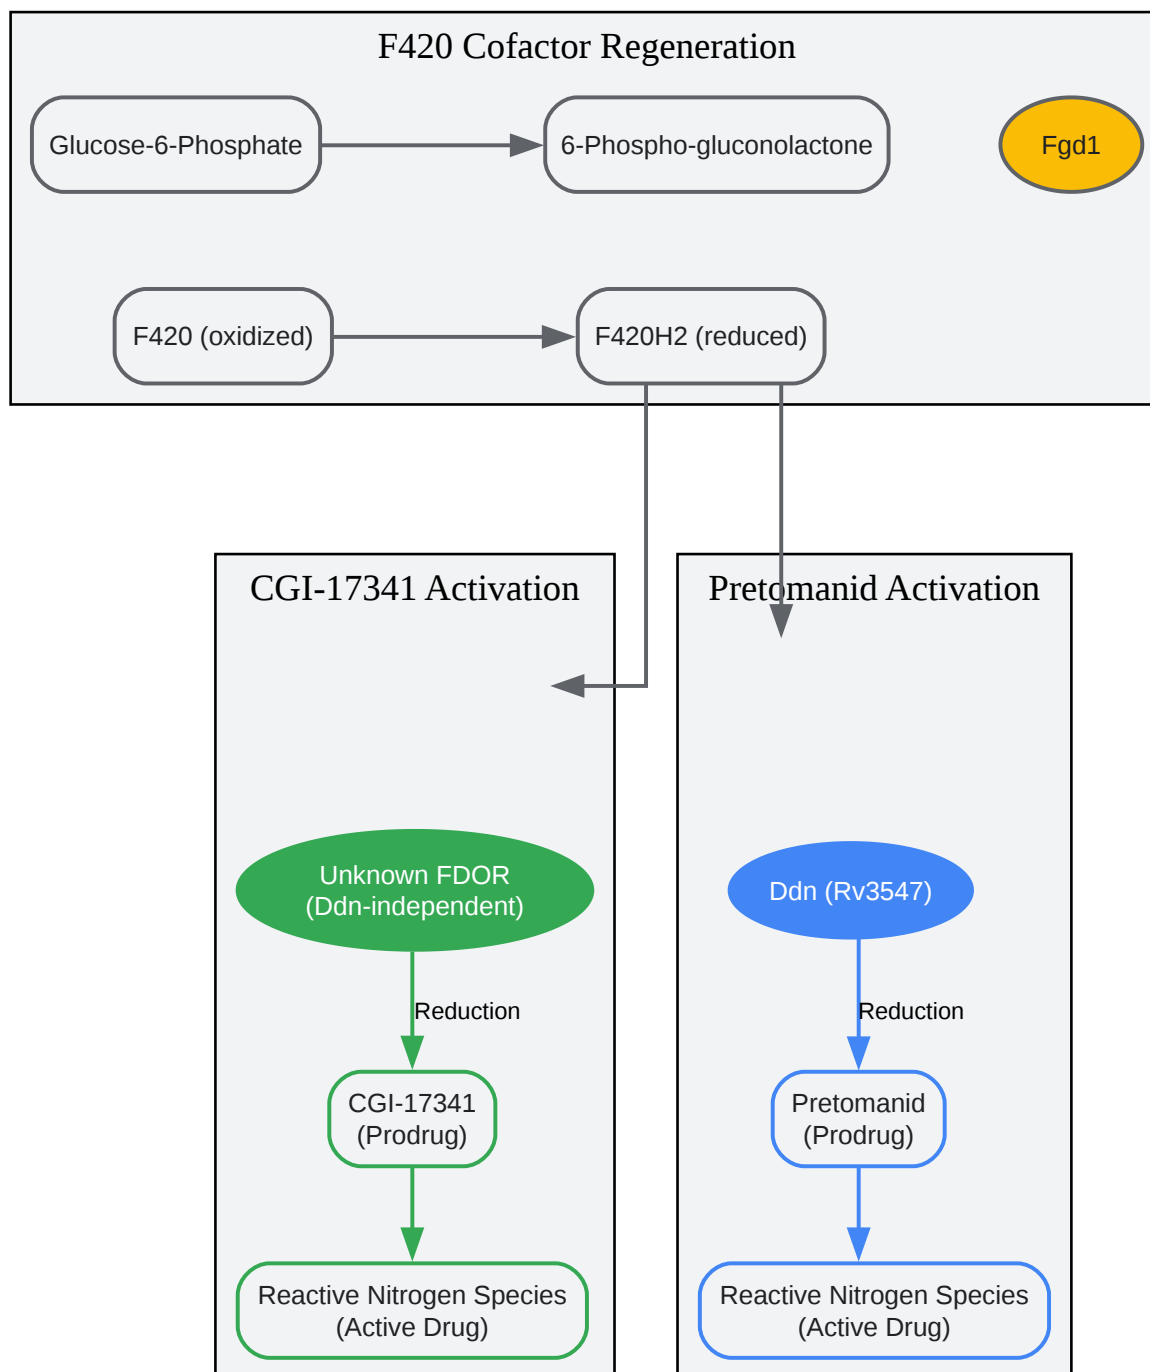 F420 Cofactor Regeneration
Glucose-6-Phosphate
6-Phospho-gluconolactone
Fgd1
F420 (oxidized)
F420H2 (reduced)
CGI-17341 Activation
Unknown FDOR
(Ddn-independent)
Reduction
CGI-17341
(Prodrug)
Reactive Nitrogen Species
(Active Drug)
Pretomanid Activation
Ddn (Rv3547)
Reduction
Pretomanid
(Prodrug)
Reactive Nitrogen Species
(Active Drug)